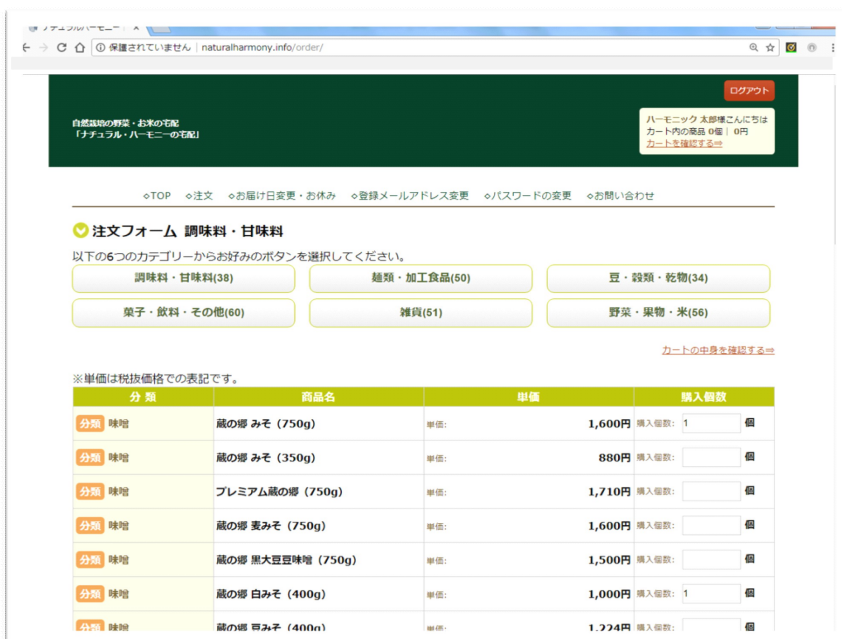 ナチュラルハーモニー
保護されていません | naturalharmony.info/order/
ログアウト
自然栽培の野菜・お米の宅配
「ナチュラル・ハーモニーの宅配」
ハーモニック 太郎様こんにちは
カート内の商品 0個｜ 0円
カートを確認する⇒
◇TOP ◇注文 ◇お届け日変更・お休み ◇登録メールアドレス変更 ◇パスワードの変更 ◇お問い合わせ
注文フォーム 調味料・甘味料
以下の6つのカテゴリーからお好みのボタンを選択してください。
調味料・甘味料(38) 麺類・加工食品(50) 豆・穀類・乾物(34)
菓子・飲料・その他(60) 雑貨(51) 野菜・果物・米(56)
カートの中身を確認する⇒
※単価は税抜価格での表記です。
分 類 商品名 単価 購入個数
分類 味噌 蔵の郷 みそ（750g） 単価: 1,600円 購入個数: 1 個
分類 味噌 蔵の郷 みそ（350g） 単価: 880円 購入個数: 個
分類 味噌 プレミアム蔵の郷（750g） 単価: 1,710円 購入個数: 個
分類 味噌 蔵の郷 麦みそ（750g） 単価: 1,600円 購入個数: 個
分類 味噌 蔵の郷 黒大豆豆味噌（750g） 単価: 1,500円 購入個数: 個
分類 味噌 蔵の郷 白みそ（400g） 単価: 1,000円 購入個数: 1 個
分類 味噌 蔵の郷 豆みそ（400g） 単価: 1,224円 購入個数: 個